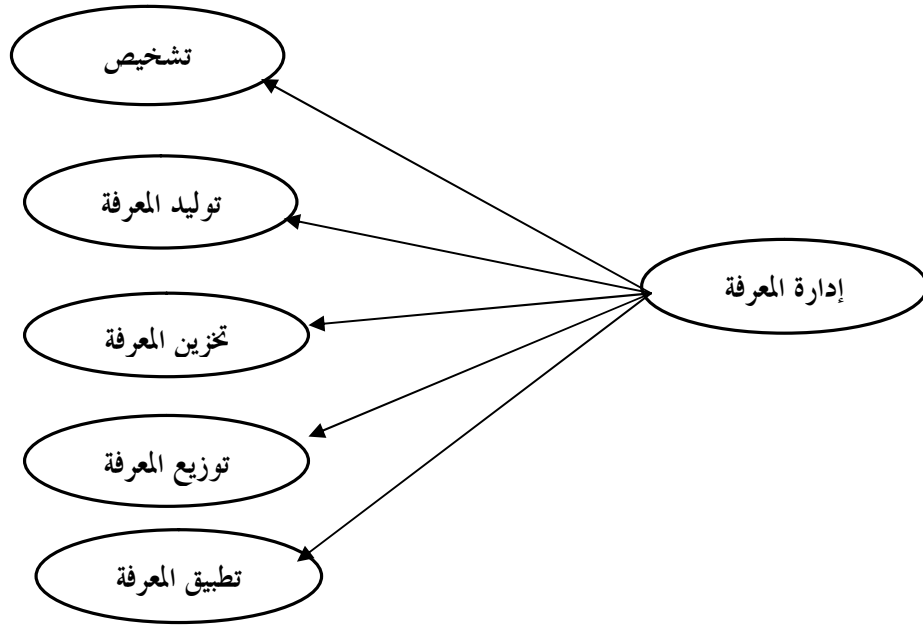 تشخيص
توليد المعرفة
إدارة المعرفة
تخزين المعرفة
توزيع المعرفة
تطبيق المعرفة